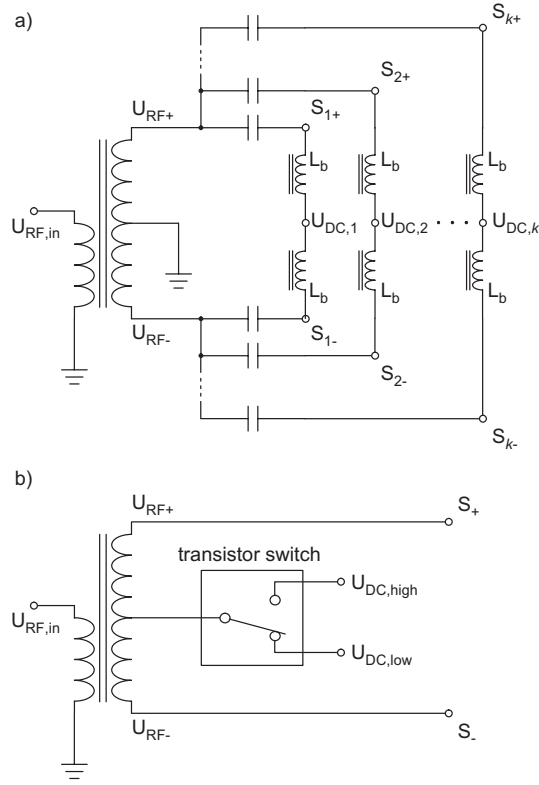 a)
S_{k+}
S_{2+}
U_{RF+}
S_{1+}
L_b
L_b
L_b
U_{RF,in}
U_{DC,1}
U_{DC,2}
U_{DC,k}
L_b
L_b
L_b
U_{RF-}
S_{1-}
S_{2-}
S_{k-}
b)
U_{RF+}
S_+
transistor switch
U_{DC,high}
U_{RF,in}
U_{DC,low}
U_{RF-}
S_-